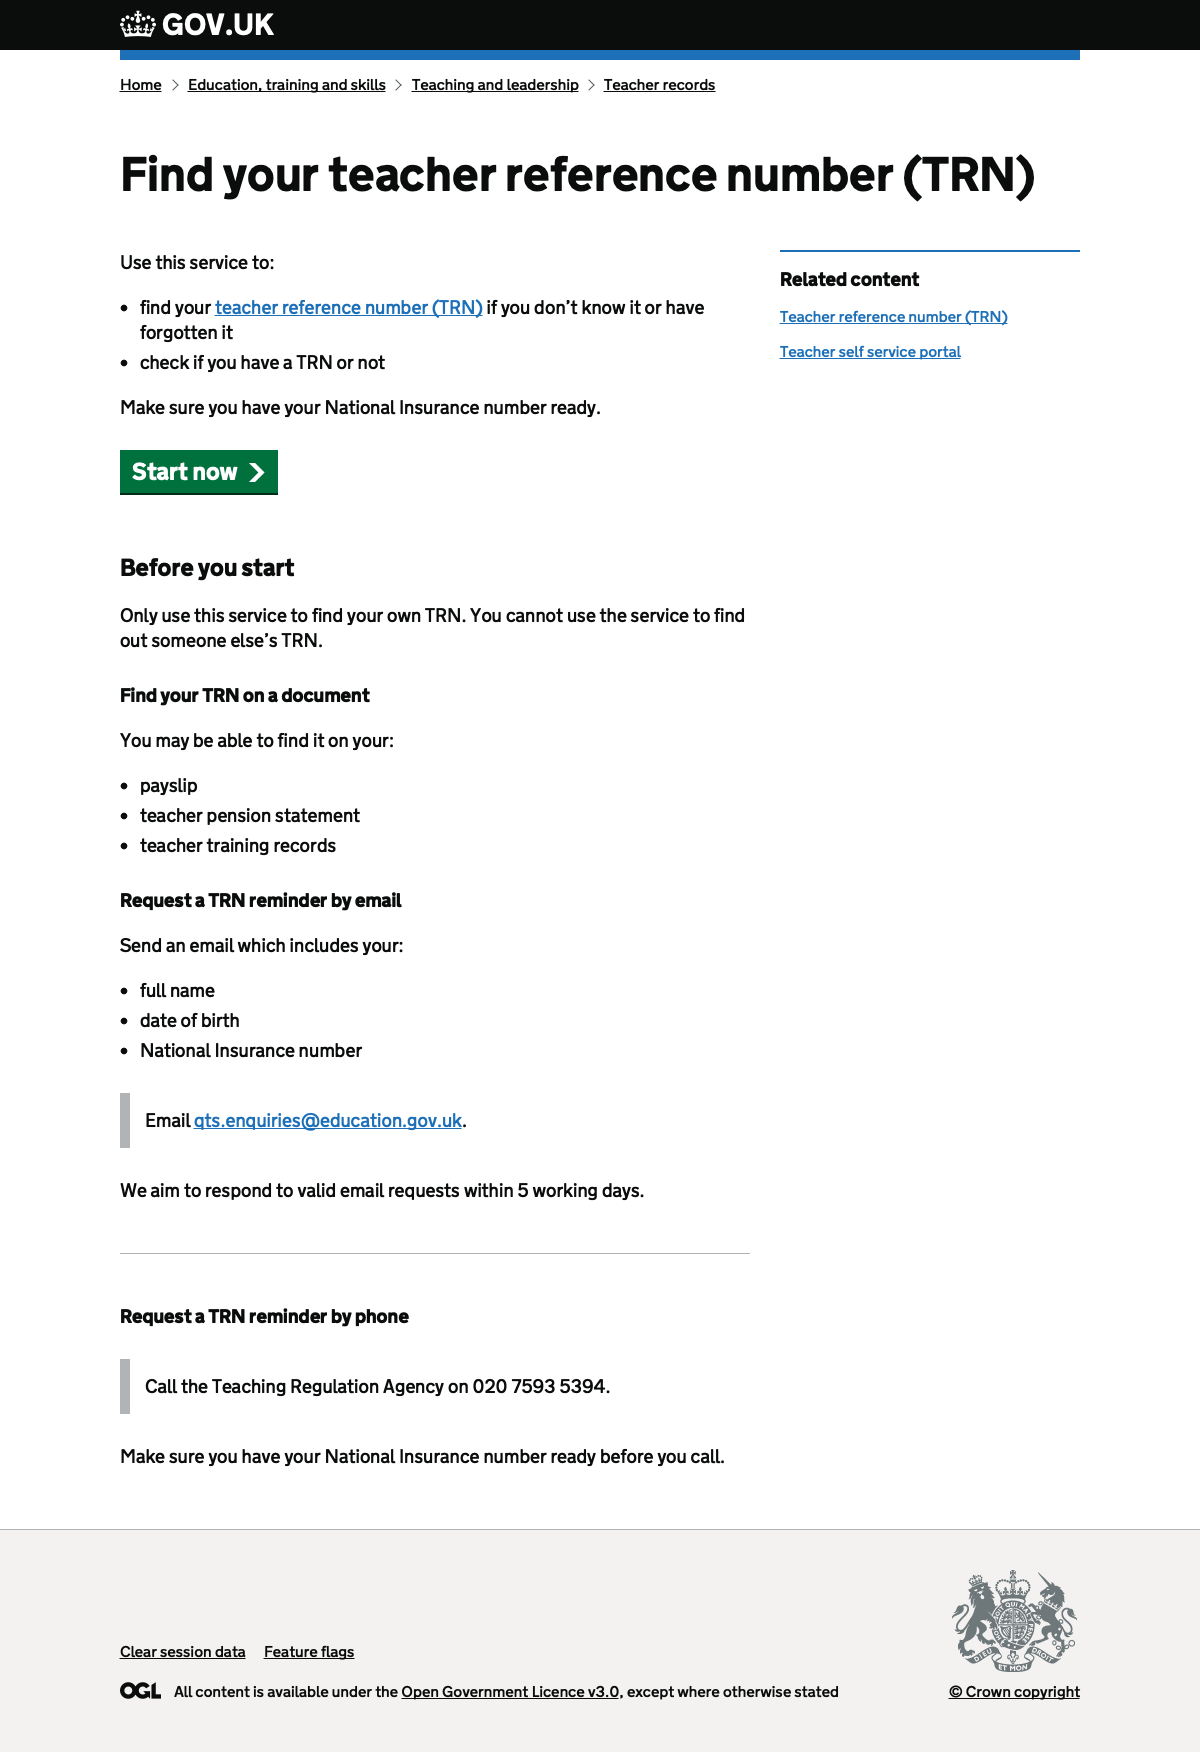 GOV.UK
Home > Education, training and skills > Teaching and leadership > Teacher records
Find your teacher reference number (TRN)
Use this service to:
• find your teacher reference number (TRN) if you don’t know it or have
forgotten it
• check if you have a TRN or not
Make sure you have your National Insurance number ready.
Start now
Related content
Teacher reference number (TRN)
Teacher self service portal
Before you start
Only use this service to find your own TRN. You cannot use the service to find
out someone else’s TRN.
Find your TRN on a document
You may be able to find it on your:
• payslip
• teacher pension statement
• teacher training records
Request a TRN reminder by email
Send an email which includes your:
• full name
• date of birth
• National Insurance number
Email qts.enquiries@education.gov.uk.
We aim to respond to valid email requests within 5 working days.
Request a TRN reminder by phone
Call the Teaching Regulation Agency on 020 7593 5394.
Make sure you have your National Insurance number ready before you call.
Clear session data Feature flags
OGL All content is available under the Open Government Licence v3.0, except where otherwise stated
DIEU ET MON DROIT
© Crown copyright